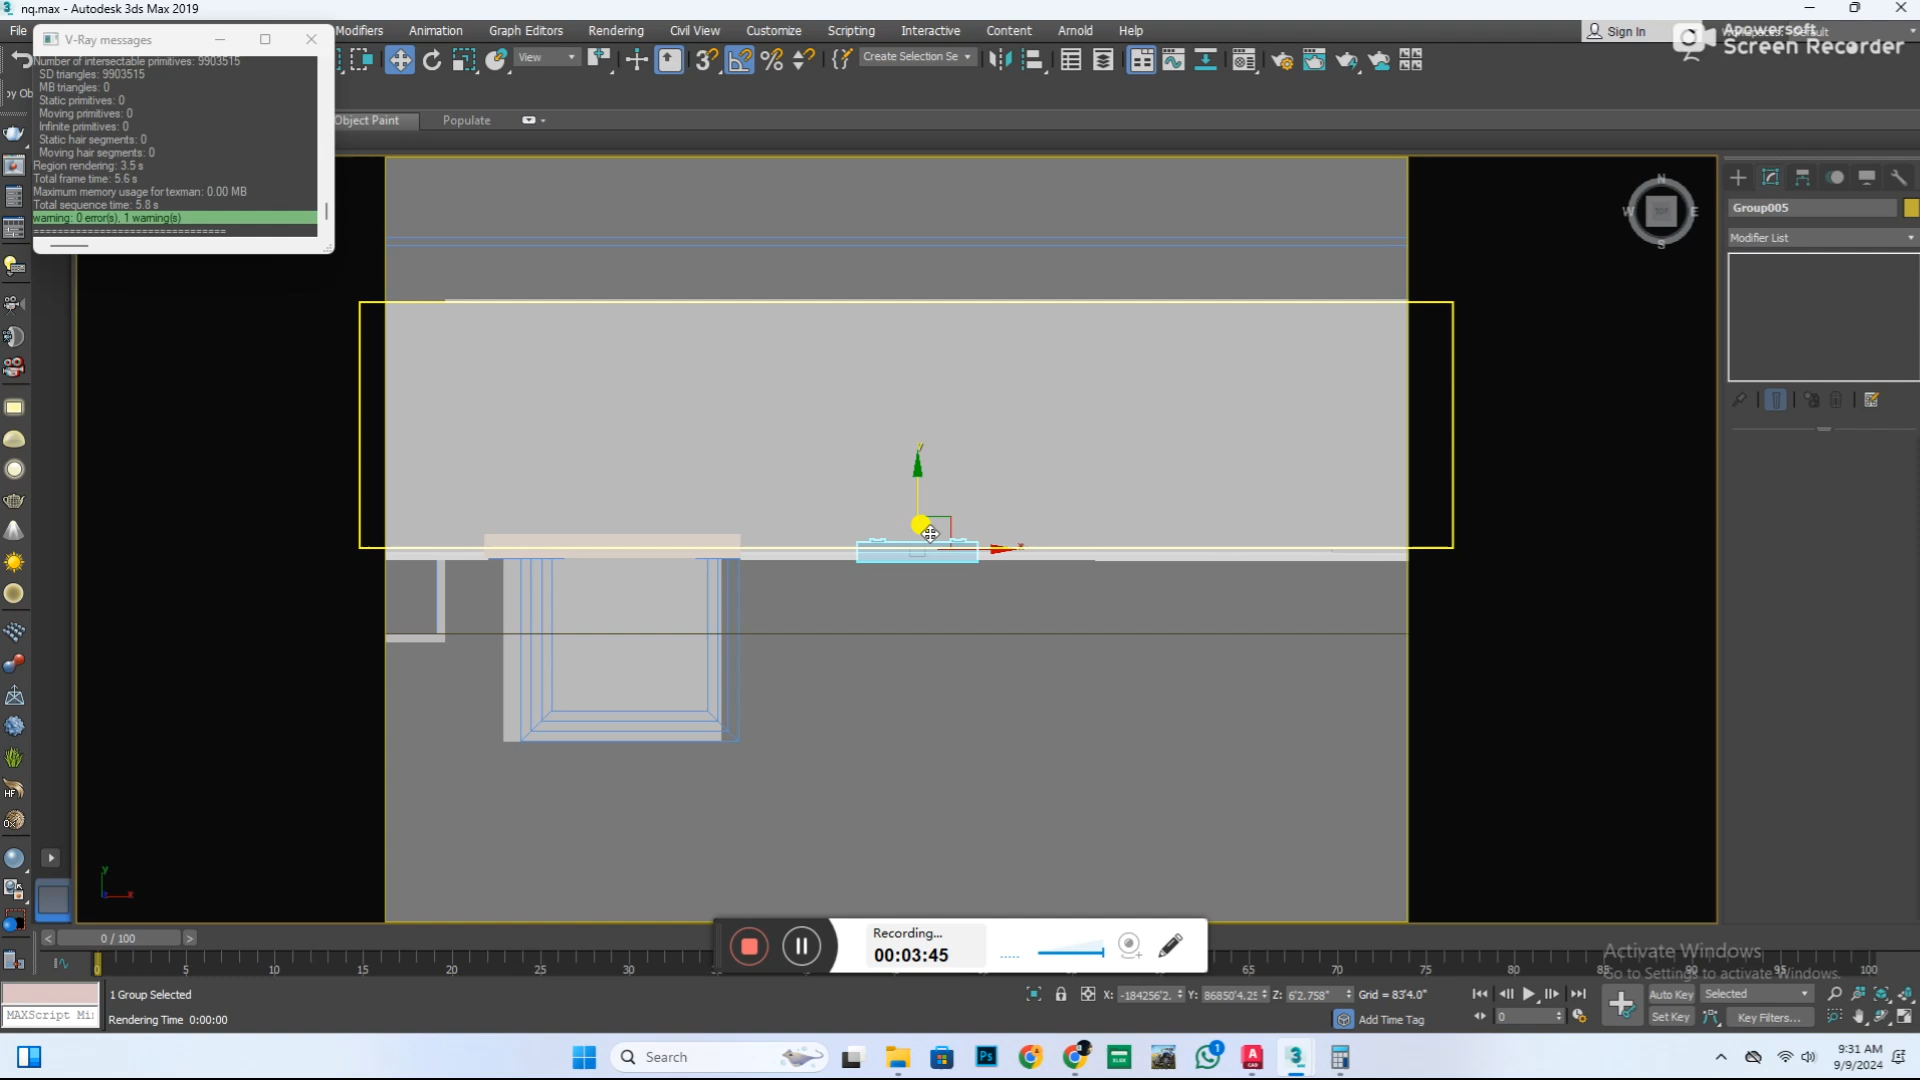 nq.max - Autodesk 3ds Max 2019
File
Modifiers
Animation
Graph Editors
Rendering
Civil View
Customize
Scripting
Interactive
Content
Arnold
Help
Sign In
Apowersoft
Screen Recorder
V-Ray messages
Number of intersectable primitives: 9903515
SD triangles: 9903515
MB triangles: 0
Static primitives: 0
Moving primitives: 0
Infinite primitives: 0
Static hair segments: 0
Moving hair segments: 0
Region rendering: 3.5 s
Total frame time: 5.6 s
Maximum memory usage for texman: 0.00 MB
Total sequence time: 5.8 s
warning: 0 error(s), 1 warning(s)
==============================
View
Create Selection Se
Object Paint
Populate
N
W
TOP
E
S
Group005
Modifier List
y
x
y
x
0 / 100
0
5
10
15
20
25
30
65
70
75
80
85
90
95
100
Recording...
00:03:45
Activate Windows
Go to Settings to activate Windows.
1 Group Selected
Rendering Time 0:00:00
MAXScript Mi
X: -184256'2.
Y: 86850'4.25
Z: 6'2.758"
Grid = 83'4.0"
Add Time Tag
Auto Key
Selected
Set Key
Key Filters...
0
Search
9:31 AM
9/9/2024